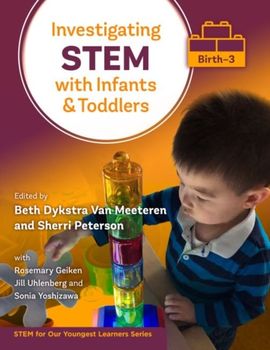 Investigating
STEM
with Infants
& Toddlers
Birth–3
Edited by
Beth Dykstra Van Meeteren
and Sherri Peterson
with
Rosemary Geiken
Jill Uhlenberg and
Sonia Yoshizawa
STEM for Our Youngest Learners Series